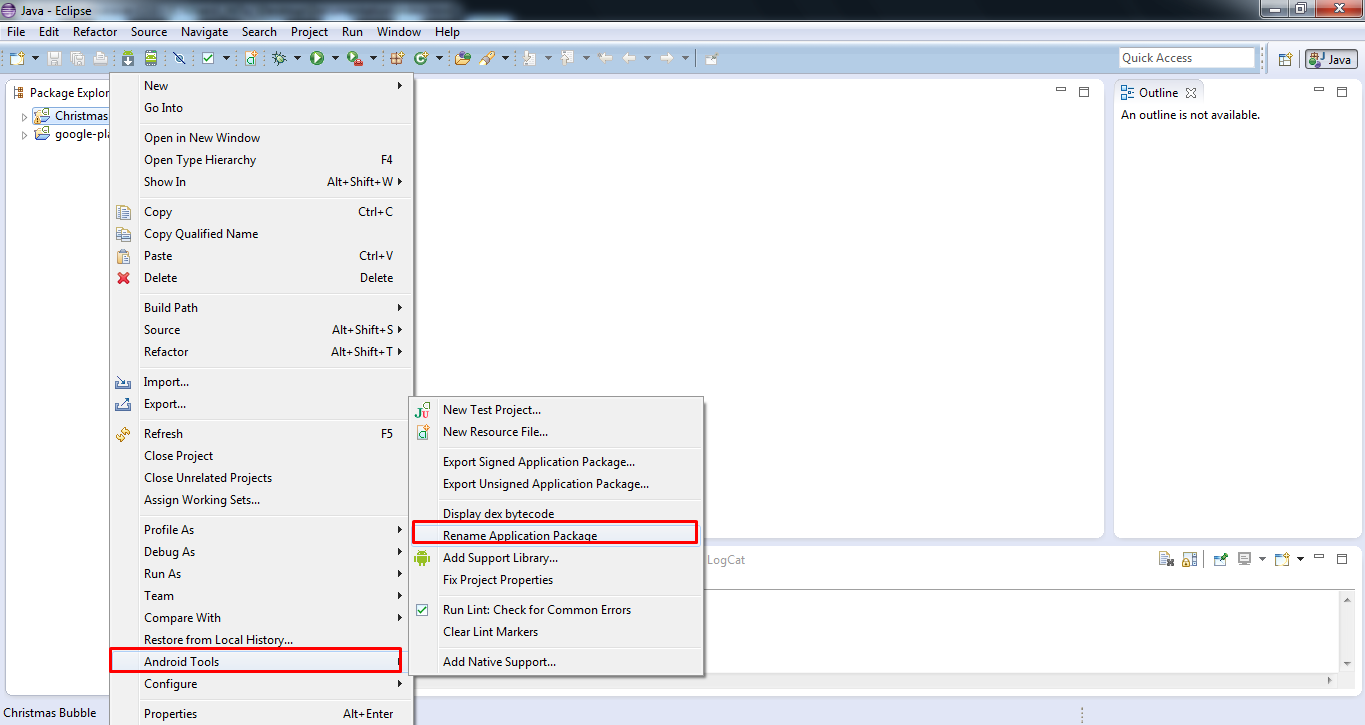 Java - Eclipse
File Edit Refactor Source Navigate Search Project Run Window Help
Quick Access
Java
Package Explor
Christmas
google-pla
New
Go Into
Open in New Window
Open Type Hierarchy F4
Show In Alt+Shift+W
Copy Ctrl+C
Copy Qualified Name
Paste Ctrl+V
Delete Delete
Build Path
Source Alt+Shift+S
Refactor Alt+Shift+T
Import...
Export...
Refresh F5
Close Project
Close Unrelated Projects
Assign Working Sets...
Profile As
Debug As
Run As
Team
Compare With
Restore from Local History...
Android Tools
Configure
Properties Alt+Enter
New Test Project...
New Resource File...
Export Signed Application Package...
Export Unsigned Application Package...
Display dex bytecode
Rename Application Package
Add Support Library...
Fix Project Properties
Run Lint: Check for Common Errors
Clear Lint Markers
Add Native Support...
Outline
An outline is not available.
LogCat
Christmas Bubble